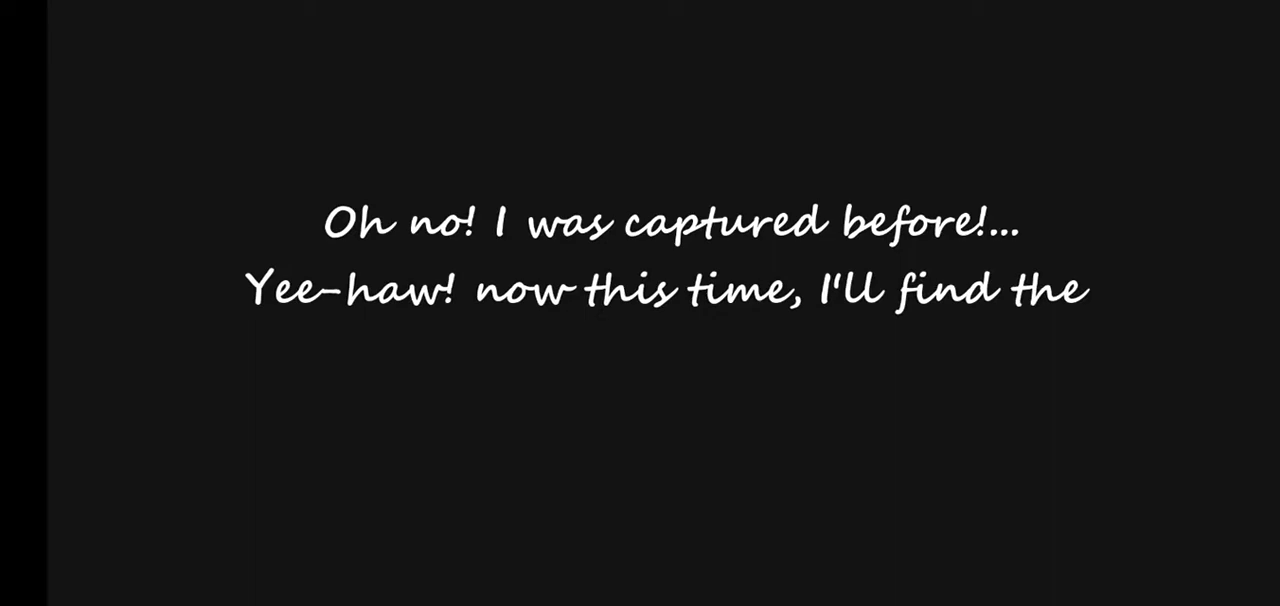 Oh no! I was captured before!...
Yee-haw! now this time, I'll find the